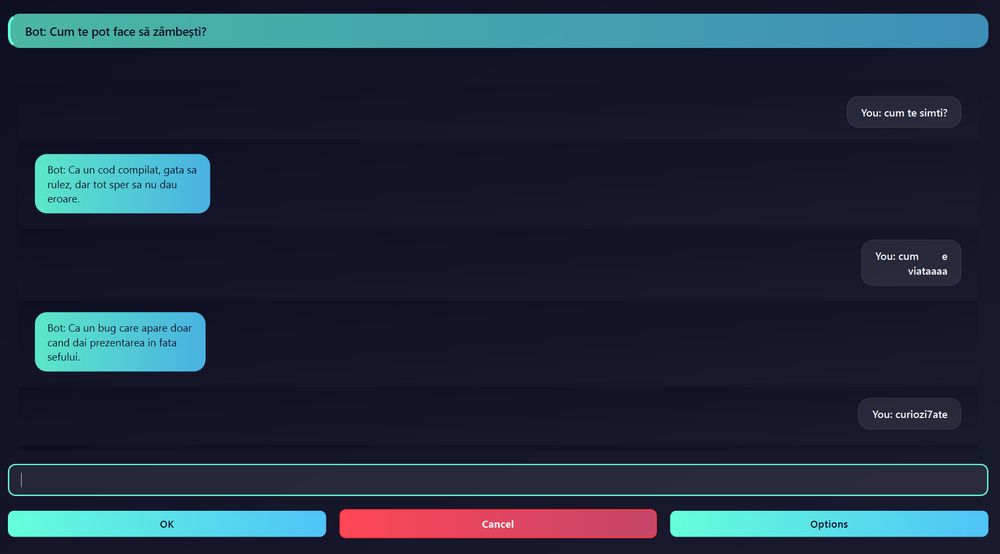 Bot: Cum te pot face să zâmbești?
You: cum te simti?
Bot: Ca un cod compilat, gata sa
rulez, dar tot sper sa nu dau
eroare.
You: cum e
viataaaa
Bot: Ca un bug care apare doar
cand dai prezentarea in fata
sefului.
You: curiozi7ate
OK
Cancel
Options